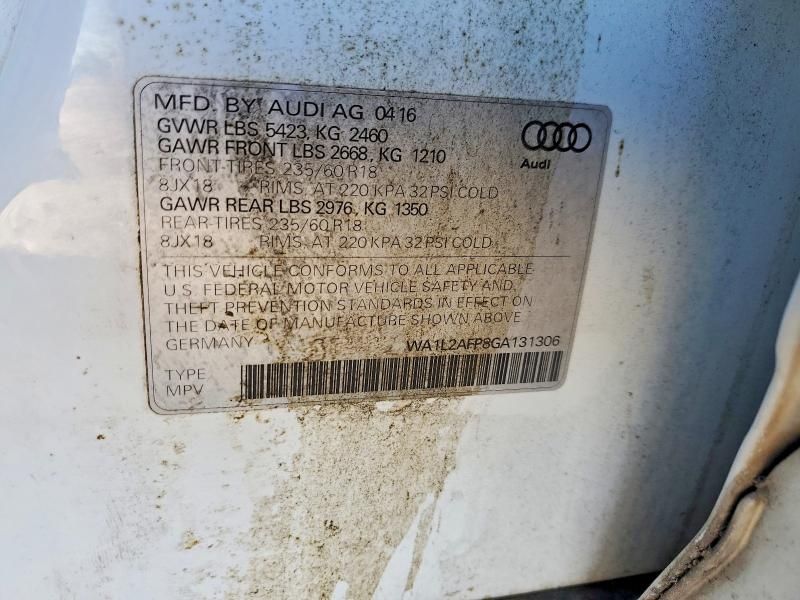 MFD. BY AUDI AG 0416
GVWR LBS 5423, KG 2460
GAWR FRONT LBS 2668, KG 1210
FRONT-TIRES 235/60 R18
8JX18 RIMS, AT 220 KPA 32 PSI COLD
GAWR REAR LBS 2976, KG 1350
REAR-TIRES 235/60 R18
8JX18 RIMS, AT 220 KPA 32 PSI COLD
Audi
THIS VEHICLE CONFORMS TO ALL APPLICABLE
U.S. FEDERAL MOTOR VEHICLE SAFETY AND
THEFT PREVENTION STANDARDS IN EFFECT ON
THE DATE OF MANUFACTURE SHOWN ABOVE
GERMANY WA1L2AFP8GA131306
TYPE
MPV